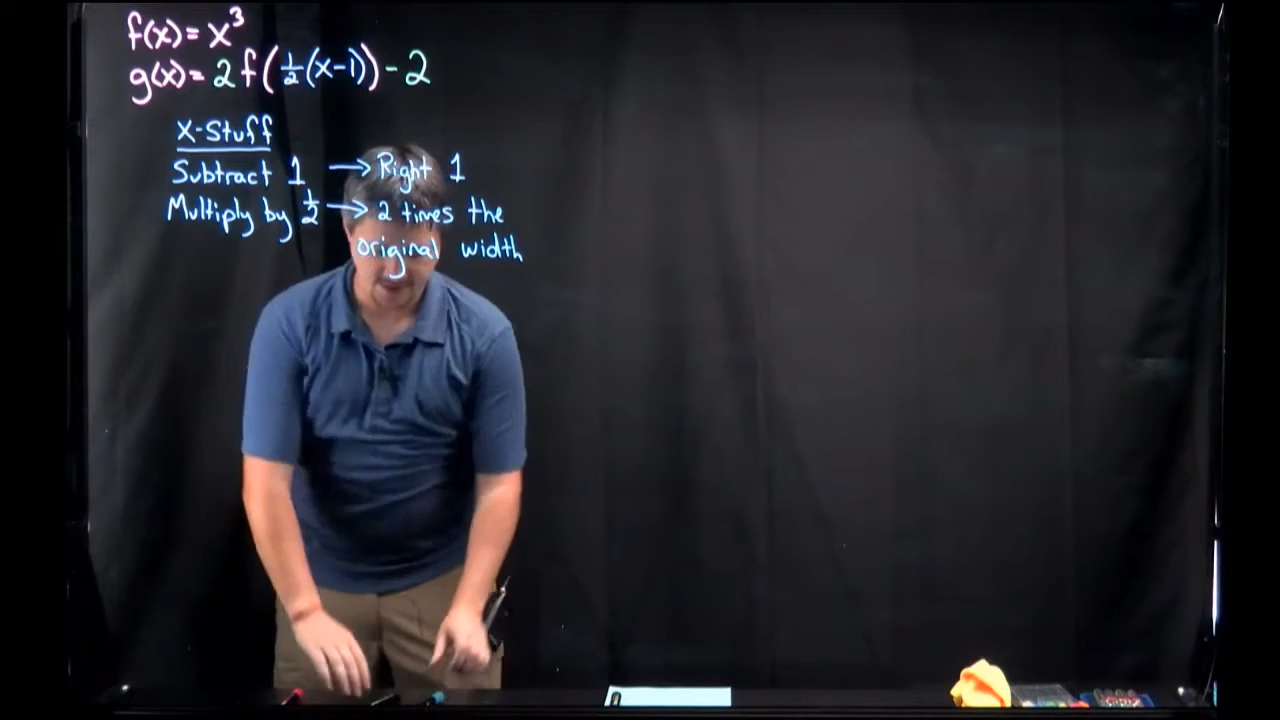 f(x) = x³
g(x) = 2f(½(x-1)) - 2
X-Stuff
Subtract 1 → Right 1
Multiply by ½ → 2 times the
original width